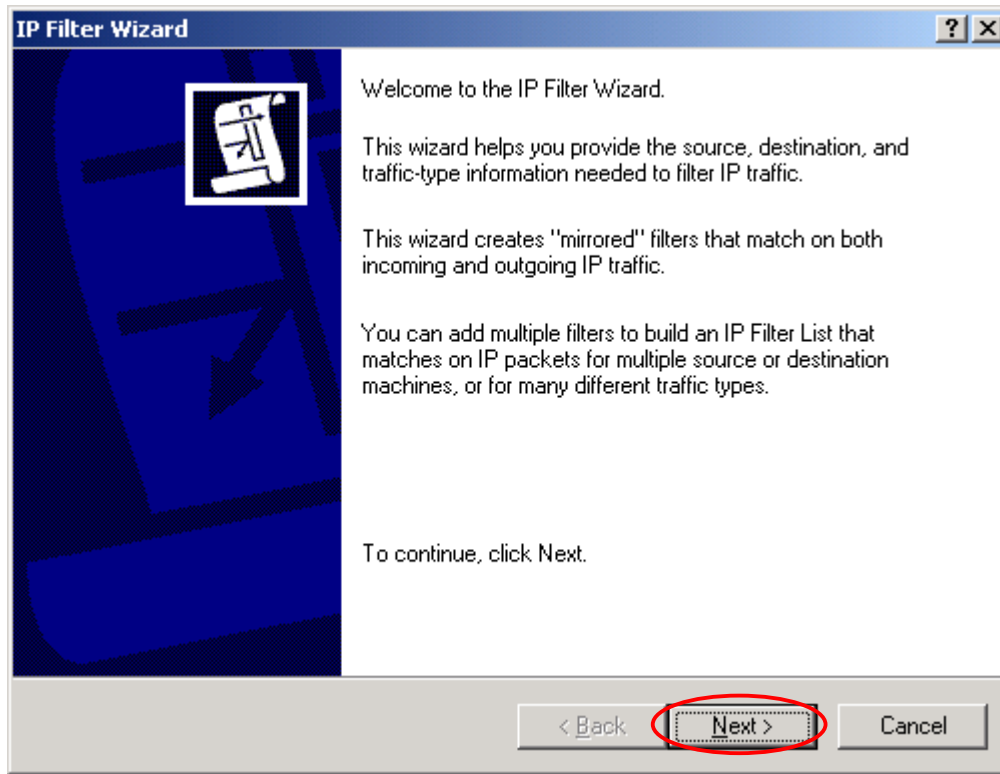 IP Filter Wizard
Welcome to the IP Filter Wizard.
This wizard helps you provide the source, destination, and
traffic-type information needed to filter IP traffic.
This wizard creates "mirrored" filters that match on both
incoming and outgoing IP traffic.
You can add multiple filters to build an IP Filter List that
matches on IP packets for multiple source or destination
machines, or for many different traffic types.
To continue, click Next.
< Back Next > Cancel